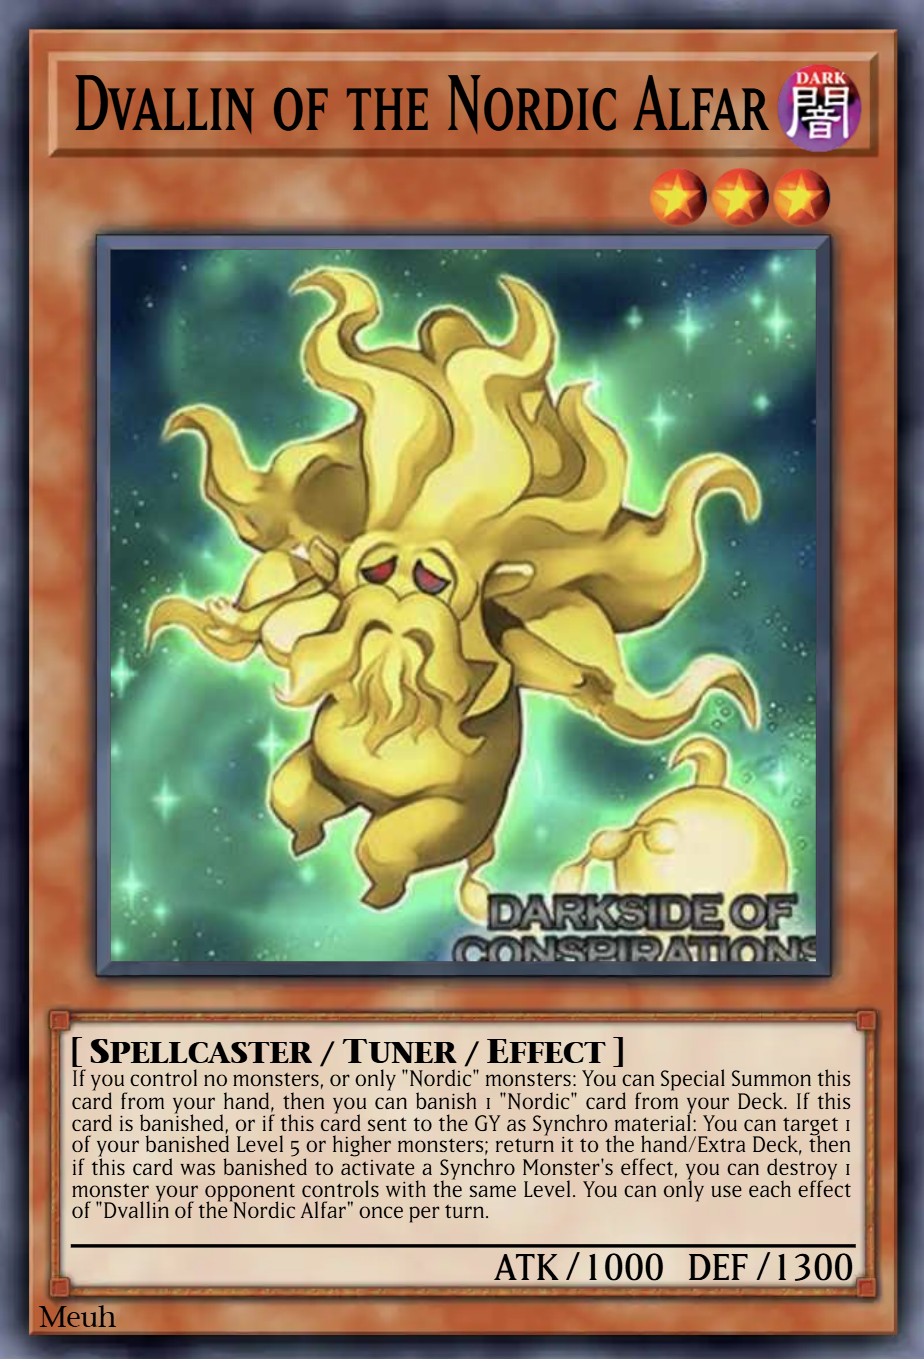 Dvallin of the Nordic Alfar
DARK
闇
[ Spellcaster / Tuner / Effect ]
If you control no monsters, or only "Nordic" monsters: You can Special Summon this
card from your hand, then you can banish 1 "Nordic" card from your Deck. If this
card is banished, or if this card sent to the GY as Synchro material: You can target 1
of your banished Level 5 or higher monsters; return it to the hand/Extra Deck, then
if this card was banished to activate a Synchro Monster's effect, you can destroy 1
monster your opponent controls with the same Level. You can only use each effect
of "Dvallin of the Nordic Alfar" once per turn.
ATK / 1000 DEF / 1300
Meuh
DARKSIDE OF
CONSPIRATIONS